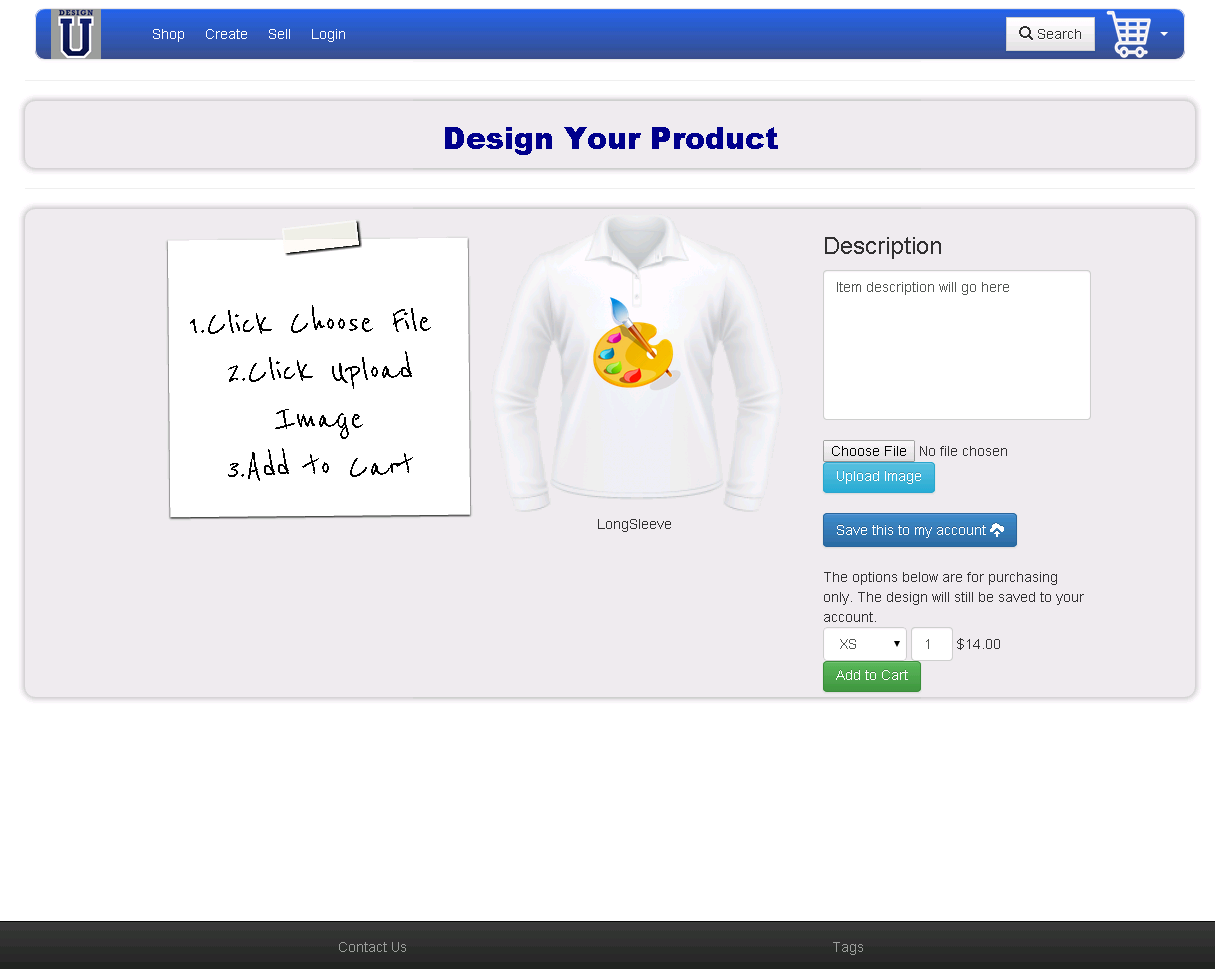 DESIGN
U
Shop Create Sell Login
Search
Design Your Product
1.Click Choose File
2.Click Upload
Image
3.Add to Cart
LongSleeve
Description
Item description will go here
Choose File No file chosen
Upload Image
Save this to my account
The options below are for purchasing
only. The design will still be saved to your
account.
XS 1 $14.00
Add to Cart
Contact Us Tags